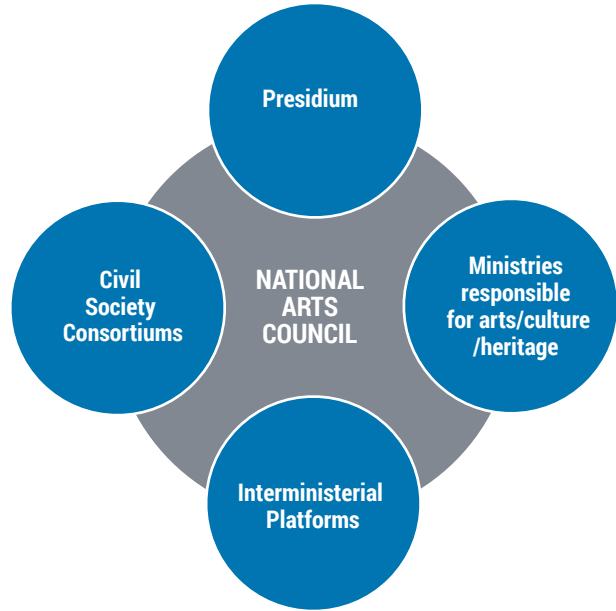 Presidium
Civil
Society
Consortiums
NATIONAL
ARTS
COUNCIL
Ministries
responsible
for arts/culture
/heritage
Interministerial
Platforms